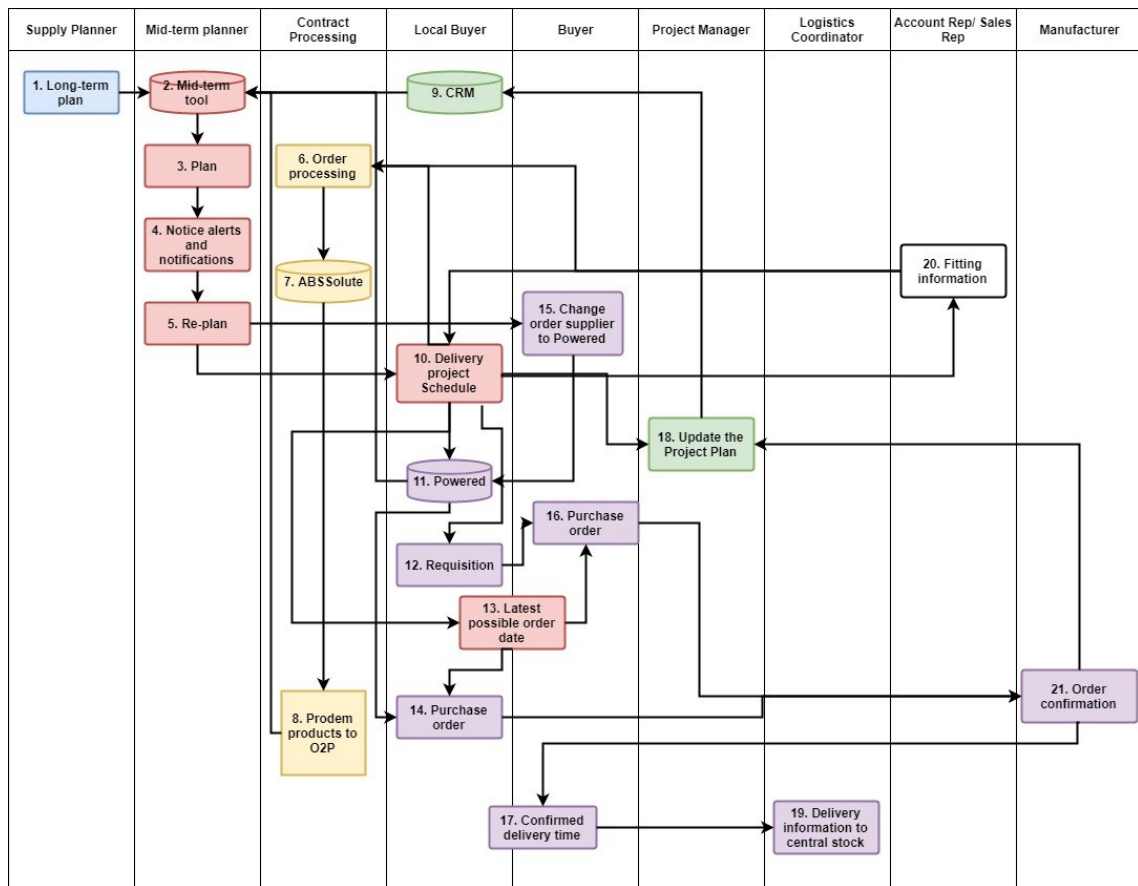 Supply Planner
Mid-term planner
Contract
Processing
Local Buyer
Buyer
Project Manager
Logistics
Coordinator
Account Rep/ Sales
Rep
Manufacturer
1. Long-term
plan
2. Mid-term
tool
9. CRM
3. Plan
6. Order
processing
4. Notice alerts
and
notifications
7. ABSSolute
20. Fitting
information
5. Re-plan
15. Change
order supplier
to Powered
10. Delivery
project
Schedule
18. Update the
Project Plan
11. Powered
16. Purchase
order
12. Requisition
13. Latest
possible order
date
14. Purchase
order
21. Order
confirmation
8. Prodem
products to
O2P
17. Confirmed
delivery time
19. Delivery
information to
central stock